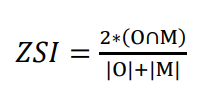 ZSI = 2*(O∩M) / |O|+|M|